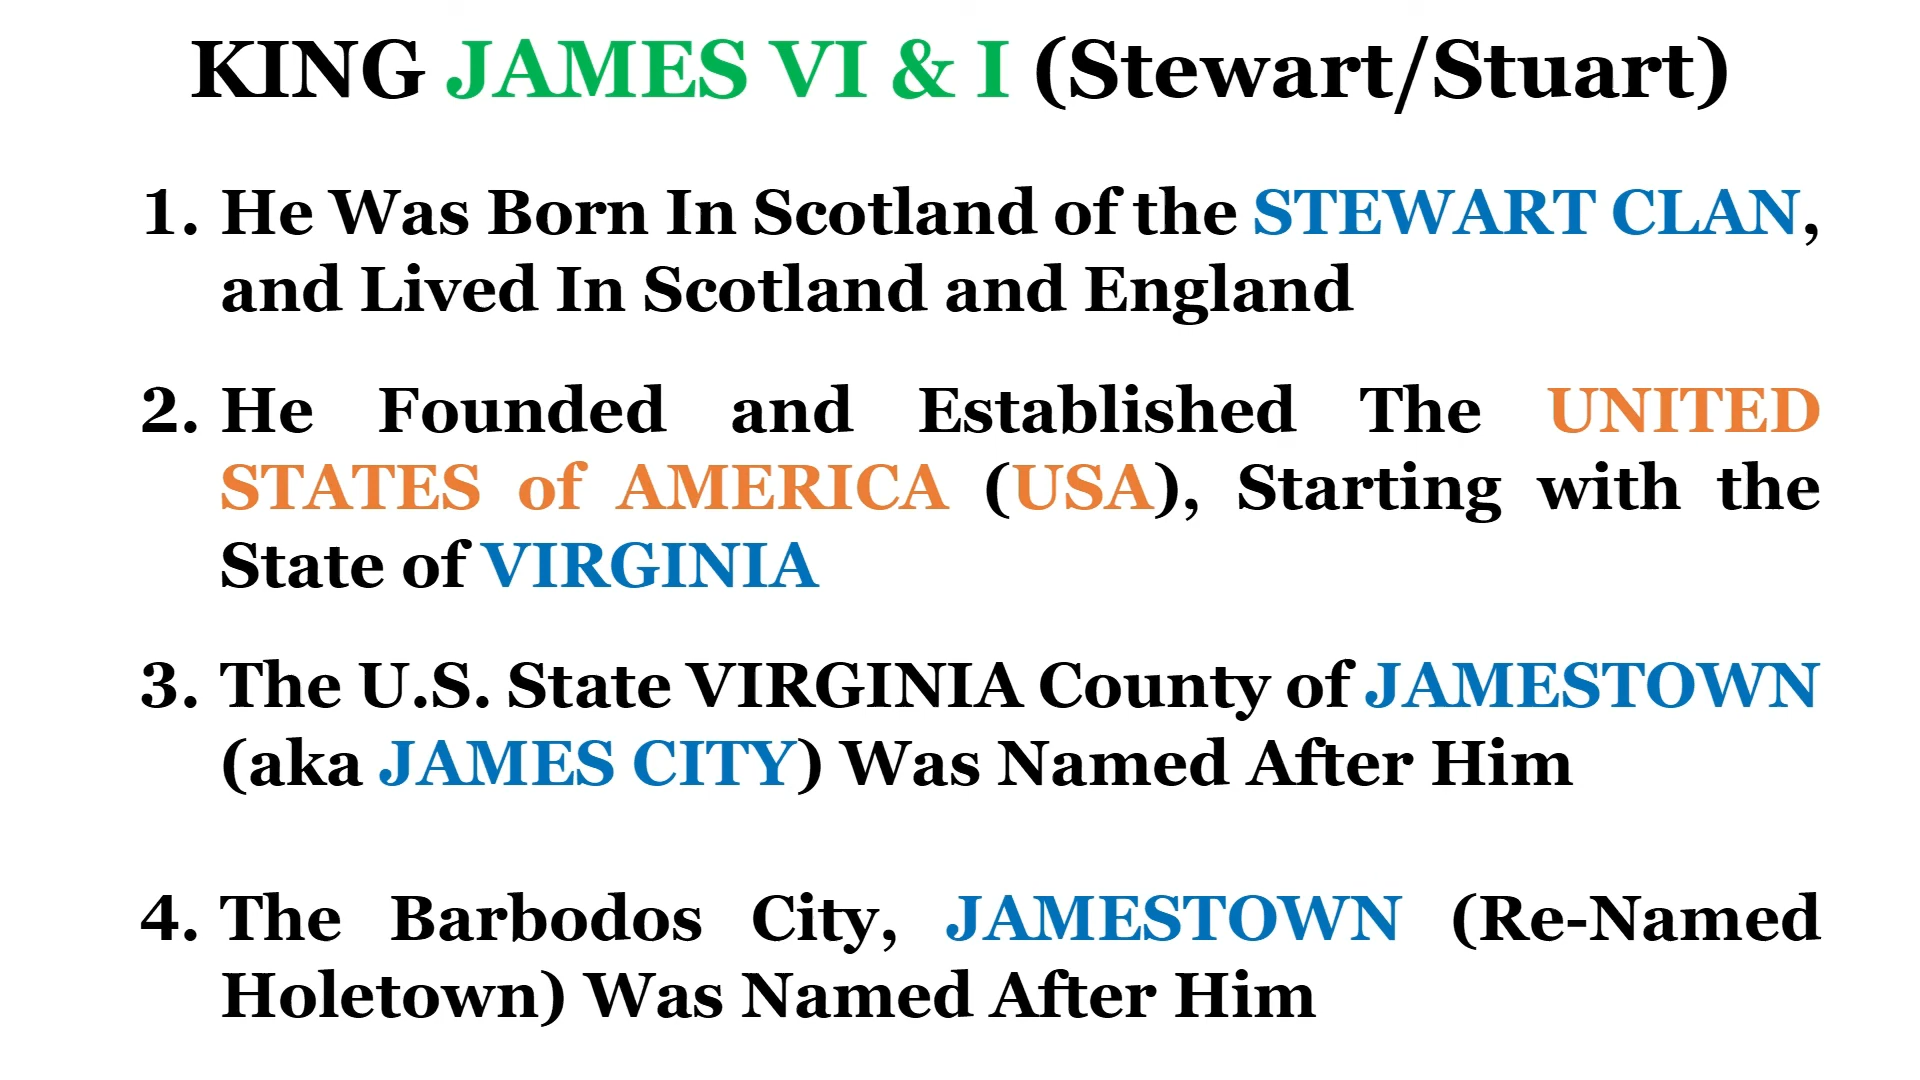 KING JAMES VI & I (Stewart/Stuart)
1. He Was Born In Scotland of the STEWART CLAN,
and Lived In Scotland and England
2. He Founded and Established The UNITED
STATES of AMERICA (USA), Starting with the
State of VIRGINIA
3. The U.S. State VIRGINIA County of JAMESTOWN
(aka JAMES CITY) Was Named After Him
4. The Barbodos City, JAMESTOWN (Re-Named
Holetown) Was Named After Him